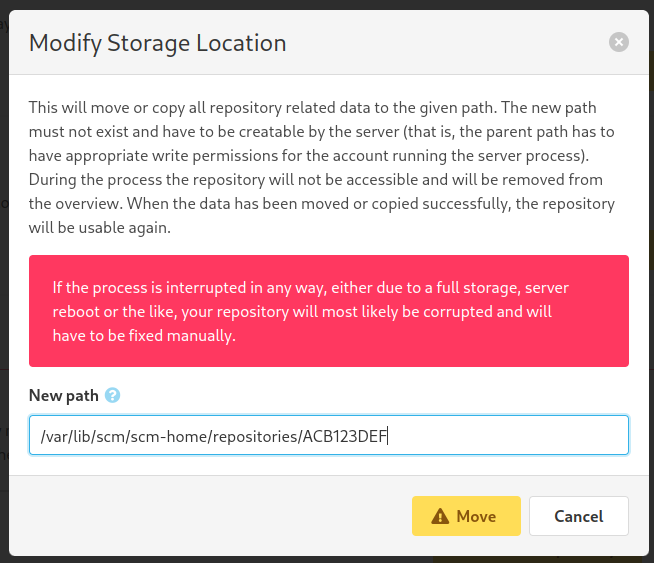 Modify Storage Location
This will move or copy all repository related data to the given path. The new path
must not exist and have to be creatable by the server (that is, the parent path has to
have appropriate write permissions for the account running the server process).
During the process the repository will not be accessible and will be removed from
the overview. When the data has been moved or copied successfully, the repository
will be usable again.
If the process is interrupted in any way, either due to a full storage, server
reboot or the like, your repository will most likely be corrupted and will
have to be fixed manually.
New path ?
/var/lib/scm/scm-home/repositories/ACB123DEF
Move Cancel